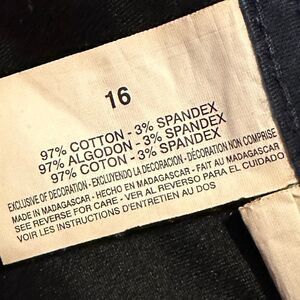 16
97% COTTON - 3% SPANDEX
97% ALGODON - 3% SPANDEX
97% COTON - 3% SPANDEX
EXCLUSIVE OF DECORATION - EXCLUYENDO LA DECORACION - DÉCORATION NON COMPRISE
MADE IN MADAGASCAR - HECHO EN MADAGASCAR - FAIT AU MADAGASCAR
SEE REVERSE FOR CARE - VER AL REVERSO PARA EL CUIDADO
VOIR LES INSTRUCTIONS D'ENTRETIEN AU DOS